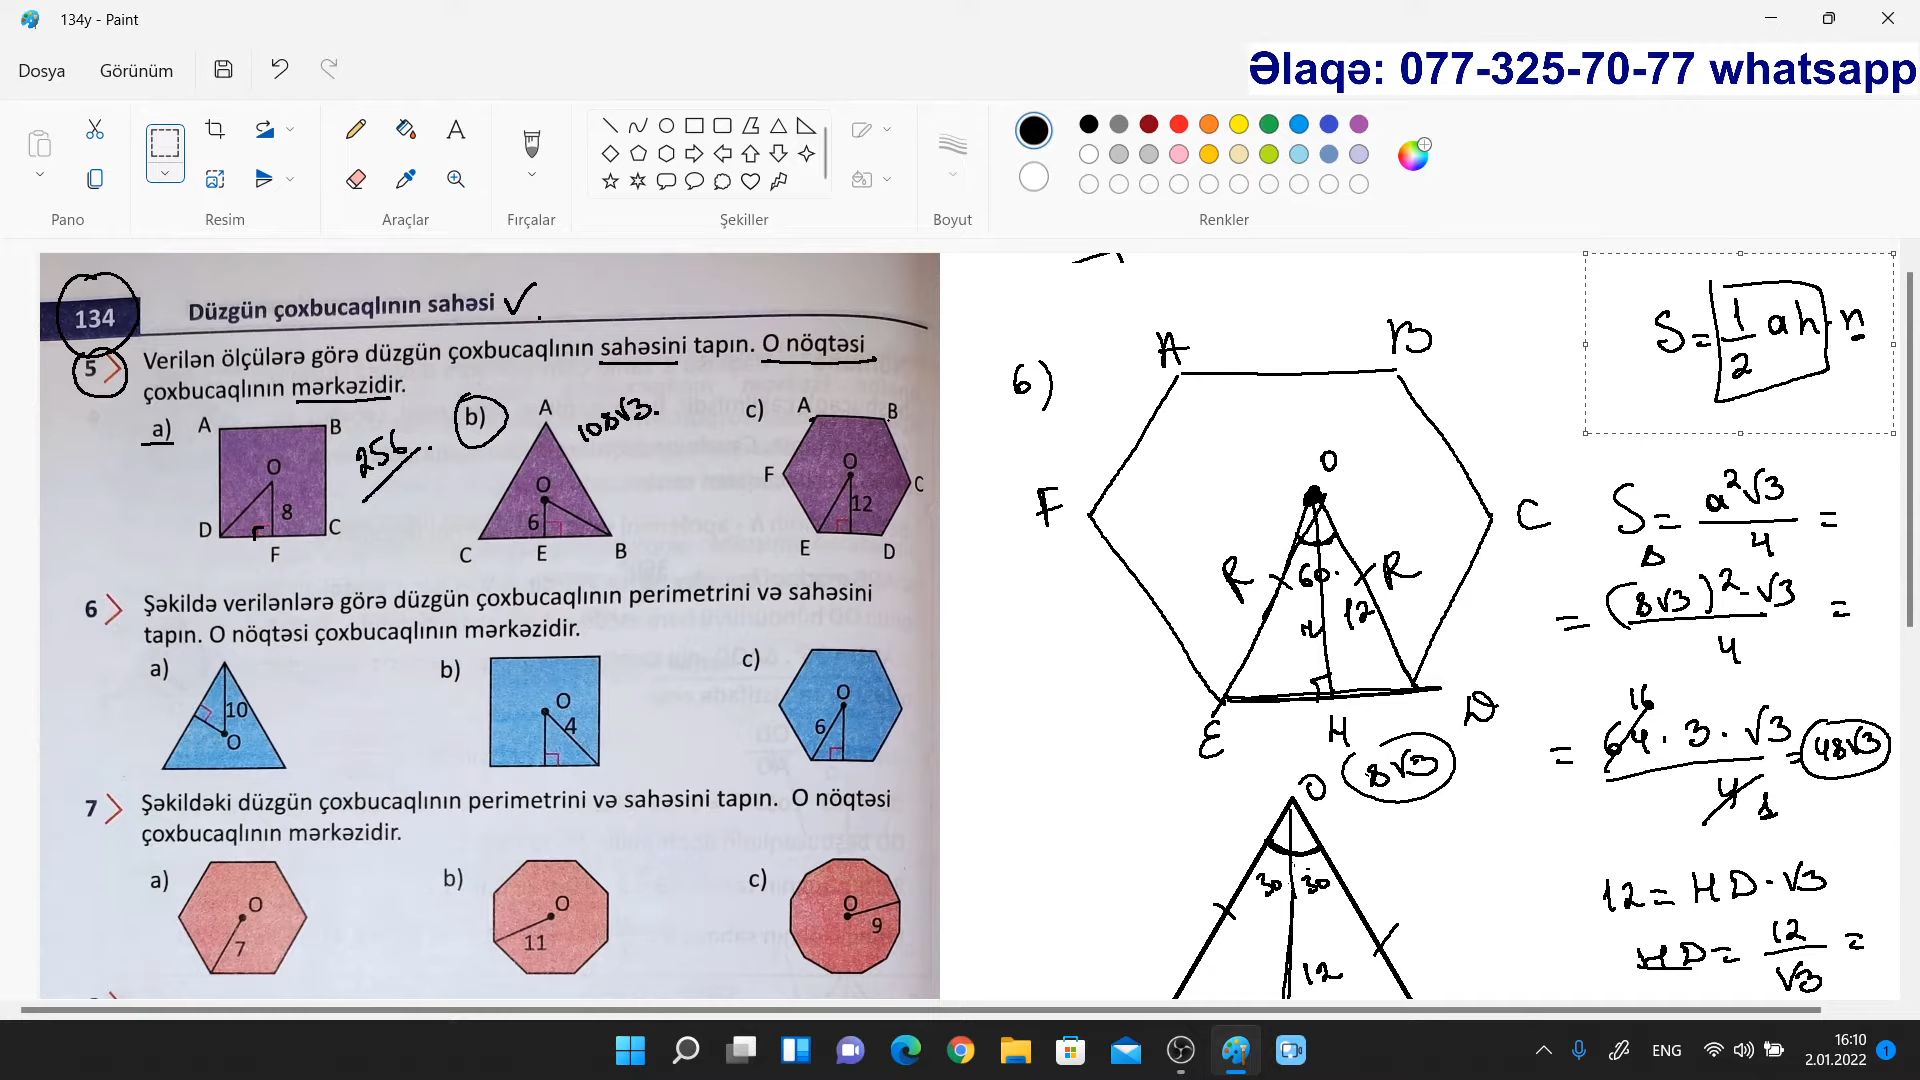 134y - Paint
Dosya
Görünüm
Əlaqə: 077-325-70-77 whatsapp
Pano
Resim
Araçlar
Fırçalar
Şekiller
Boyut
Renkler
134
Düzgün çoxbucaqlının sahəsi
5
Verilən ölçülərə görə düzgün çoxbucaqlının sahəsini tapın. O nöqtəsi
çoxbucaqlının mərkəzidir.
a)
A
B
O
8
D
C
F
256
b)
A
108√3.
O
6
C
E
B
c)
A
B
O
F
C
12
E
D
6
Şəkildə verilənlərə görə düzgün çoxbucaqlının perimetrini və sahəsini
tapın. O nöqtəsi çoxbucaqlının mərkəzidir.
a)
10
O
b)
O
4
c)
O
6
7
Şəkildəki düzgün çoxbucaqlının perimetrini və sahəsini tapın. O nöqtəsi
çoxbucaqlının mərkəzidir.
a)
O
7
b)
O
11
c)
O
9
6)
A
B
O
F
C
R
60
R
12
E
H
D
8√3
O
30 30
12
S = 1/2 ah · n
S△ = a²√3/4 =
= (8√3)² · √3/4 =
16
= 64 · 3 · √3/4 = 48√3
1
12 = HD · √3
HD = 12/√3 =
ENG
16:10
2.01.2022
1